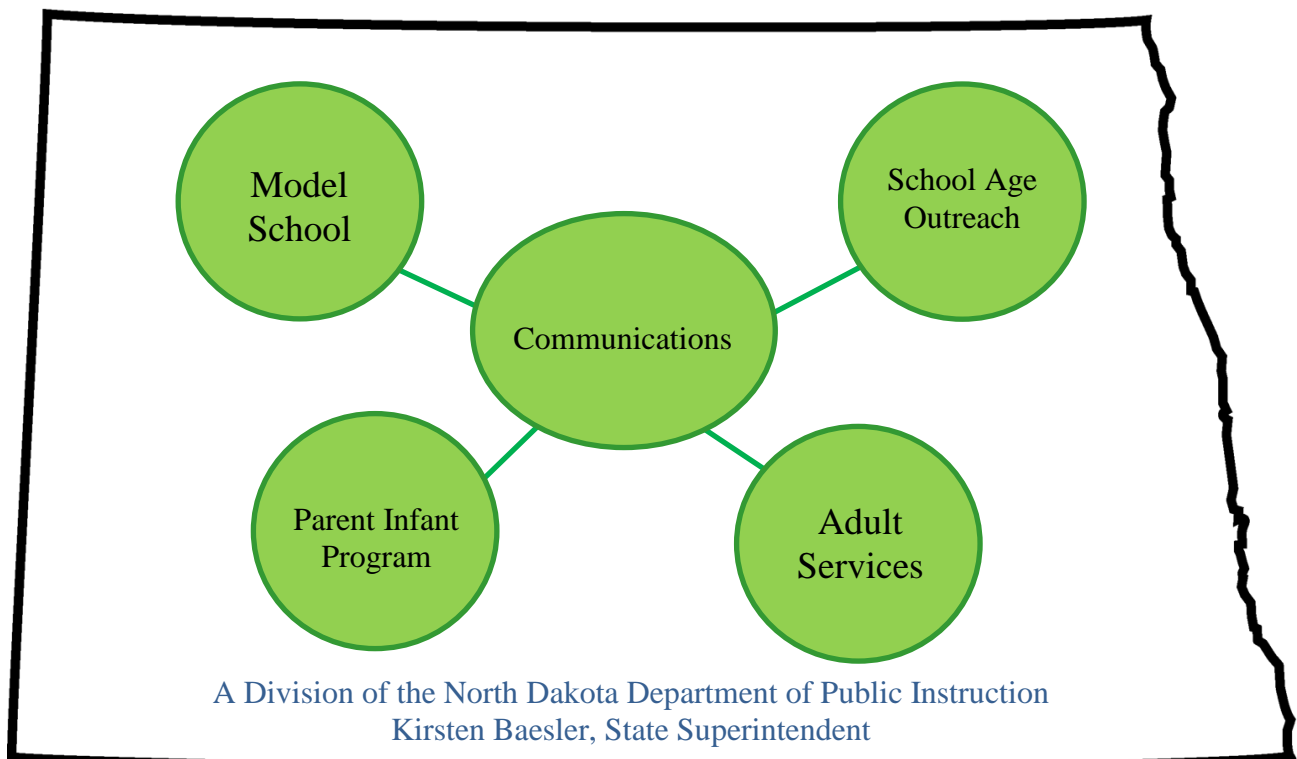 Model
School
School Age
Outreach
Communications
Parent Infant
Program
Adult
Services
A Division of the North Dakota Department of Public Instruction
Kirsten Baesler, State Superintendent